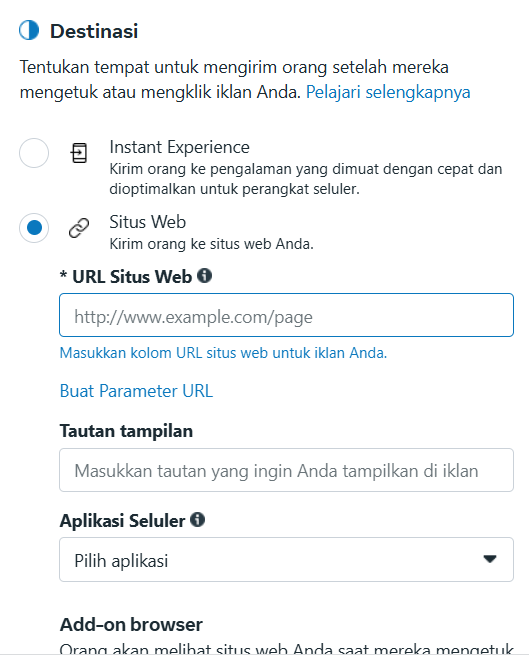 Destinasi
Tentukan tempat untuk mengirim orang setelah mereka
mengetuk atau mengklik iklan Anda. Pelajari selengkapnya
Instant Experience
Kirim orang ke pengalaman yang dimuat dengan cepat dan
dioptimalkan untuk perangkat seluler.
Situs Web
Kirim orang ke situs web Anda.
* URL Situs Web
http://www.example.com/page
Masukkan kolom URL situs web untuk iklan Anda.
Buat Parameter URL
Tautan tampilan
Masukkan tautan yang ingin Anda tampilkan di iklan
Aplikasi Seluler
Pilih aplikasi
Add-on browser
Orang akan melihat situs web Anda saat mereka mengetuk